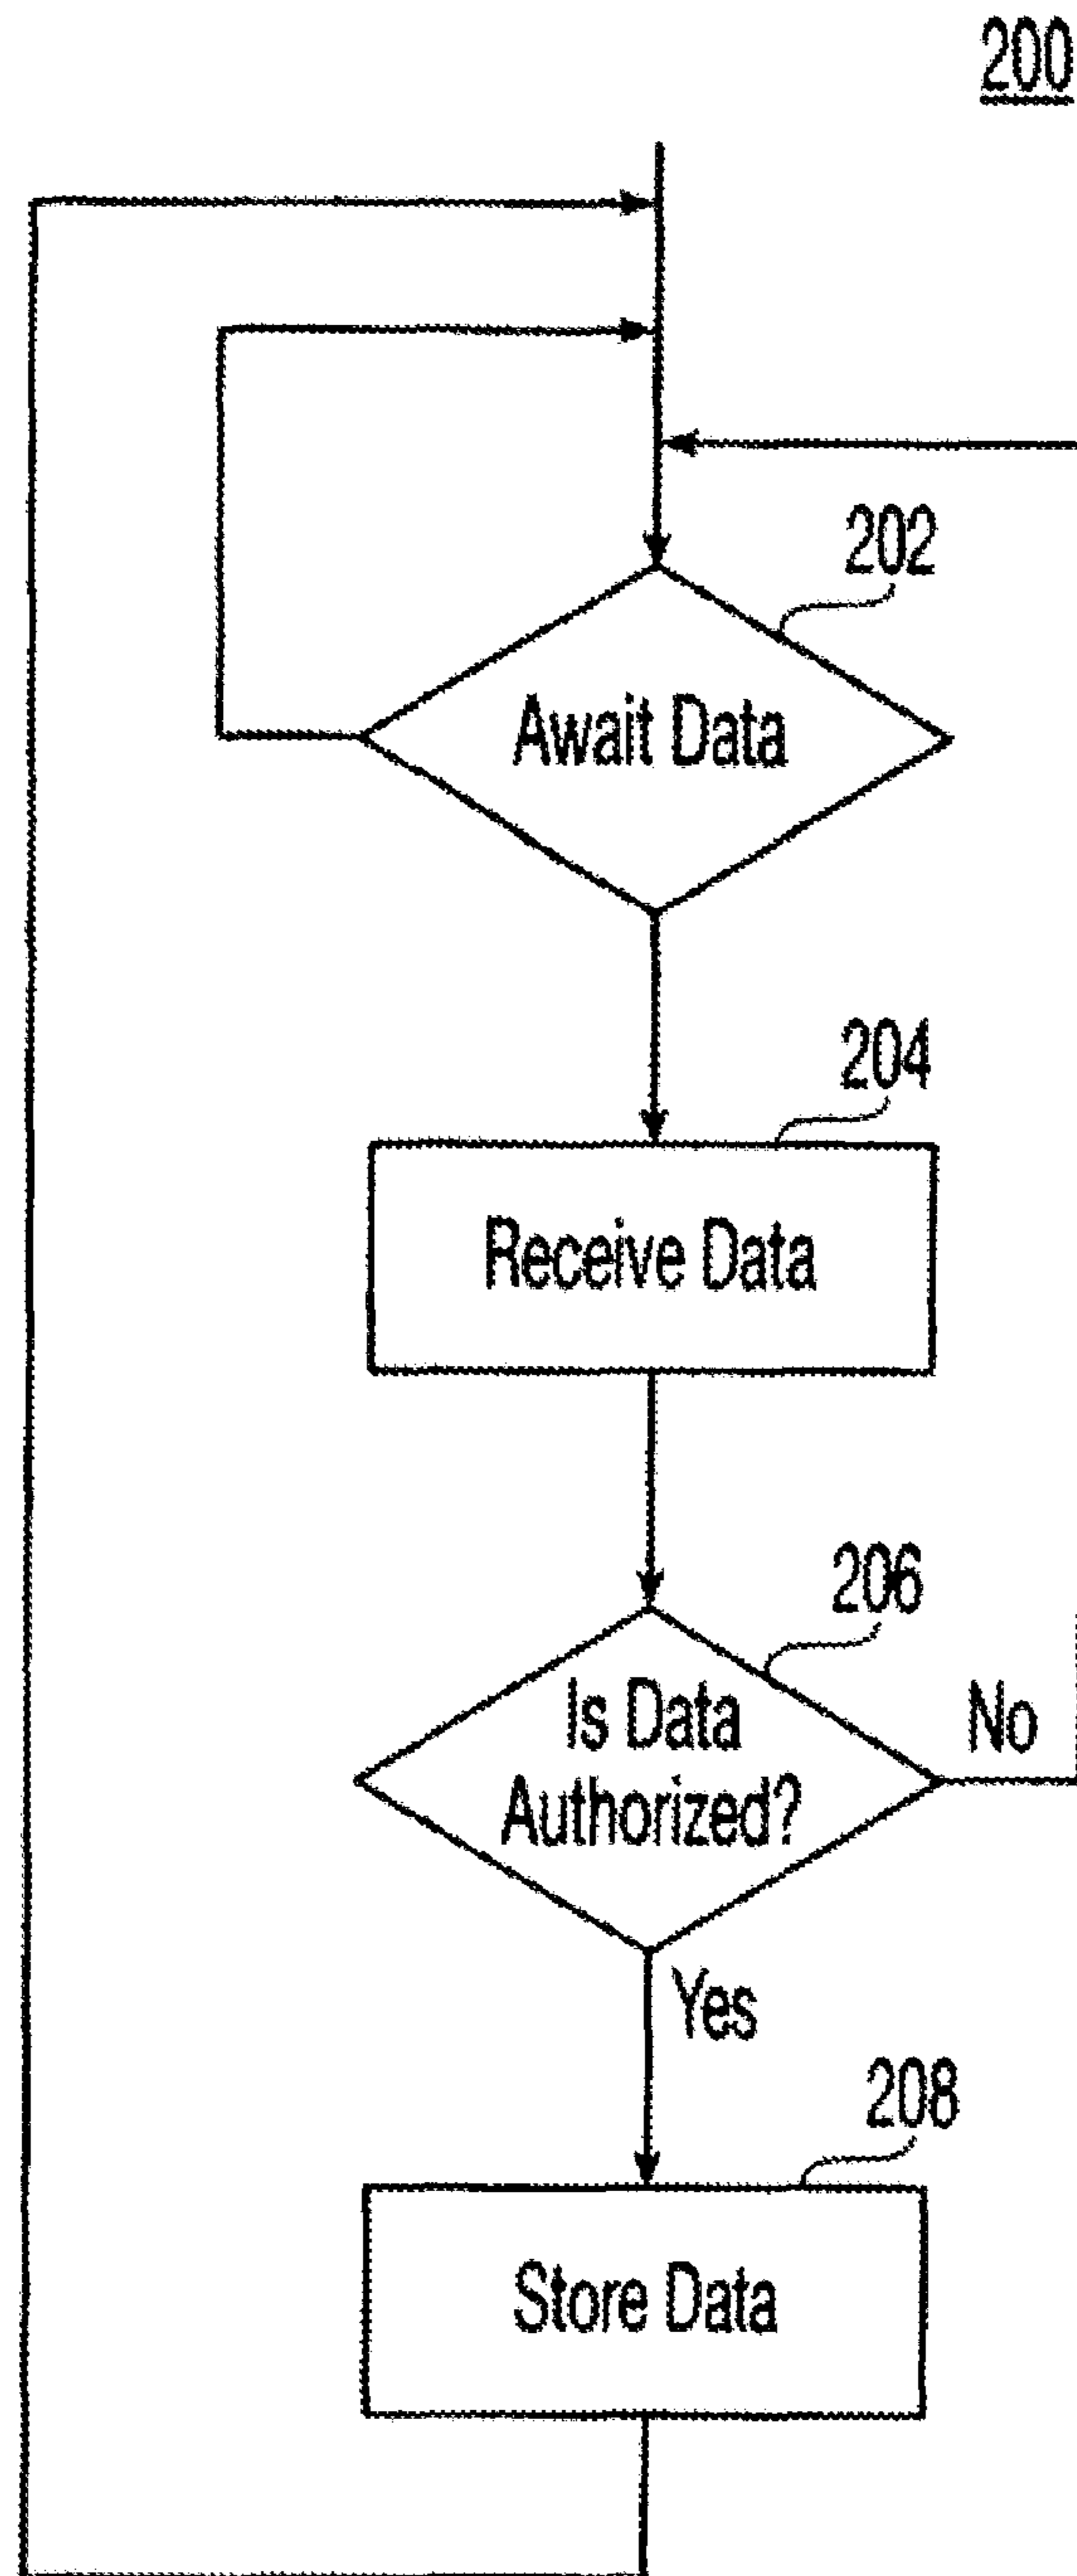 200
202
Await Data
204
Receive Data
206
Is Data
Authorized?
No
Yes
208
Store Data